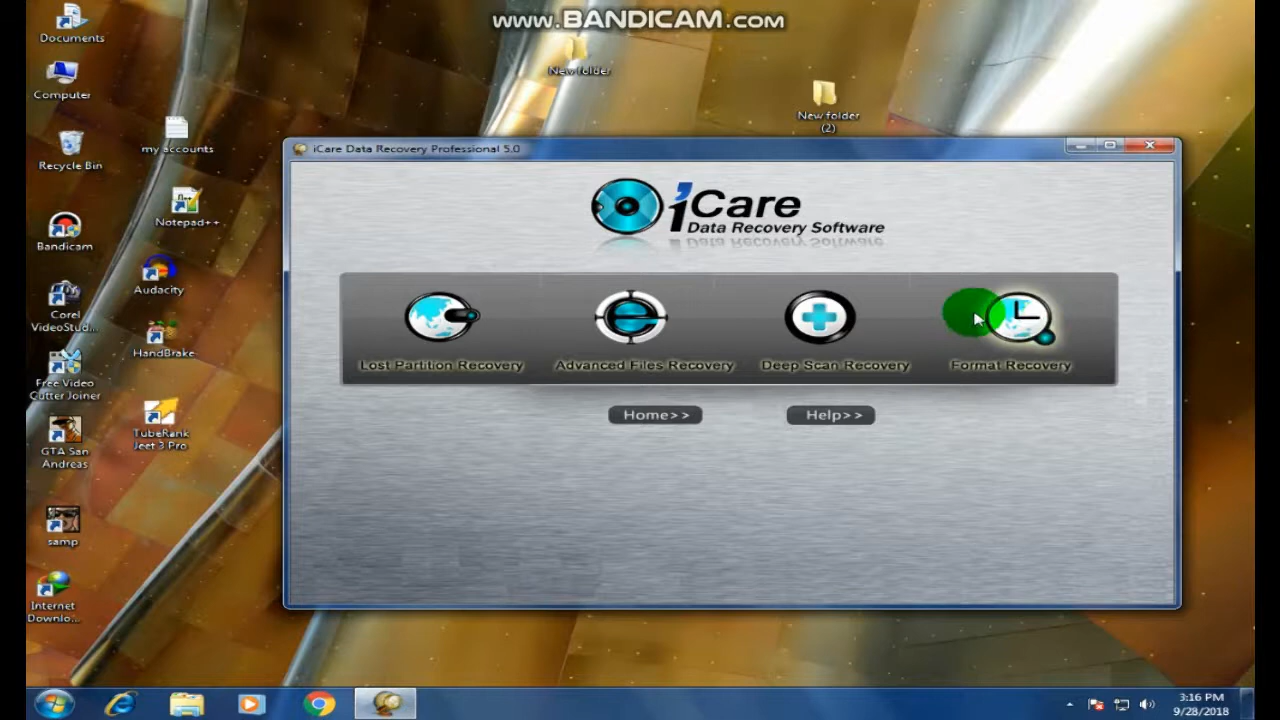 www.BANDICAM.com
Documents
Computer
Recycle Bin
Bandicam
Corel
VideoStud...
Free Video
Cutter Joiner
GTA San
Andreas
samp
Internet
Downlo...
my accounts
Notepad++
Audacity
HandBrake
TubeRank
Jeet 3 Pro
New folder
New folder
(2)
iCare Data Recovery Professional 5.0
iCare
Data Recovery Software
Lost Partition Recovery
Advanced Files Recovery
Deep Scan Recovery
Format Recovery
Home>>
Help>>
3:16 PM
9/28/2018